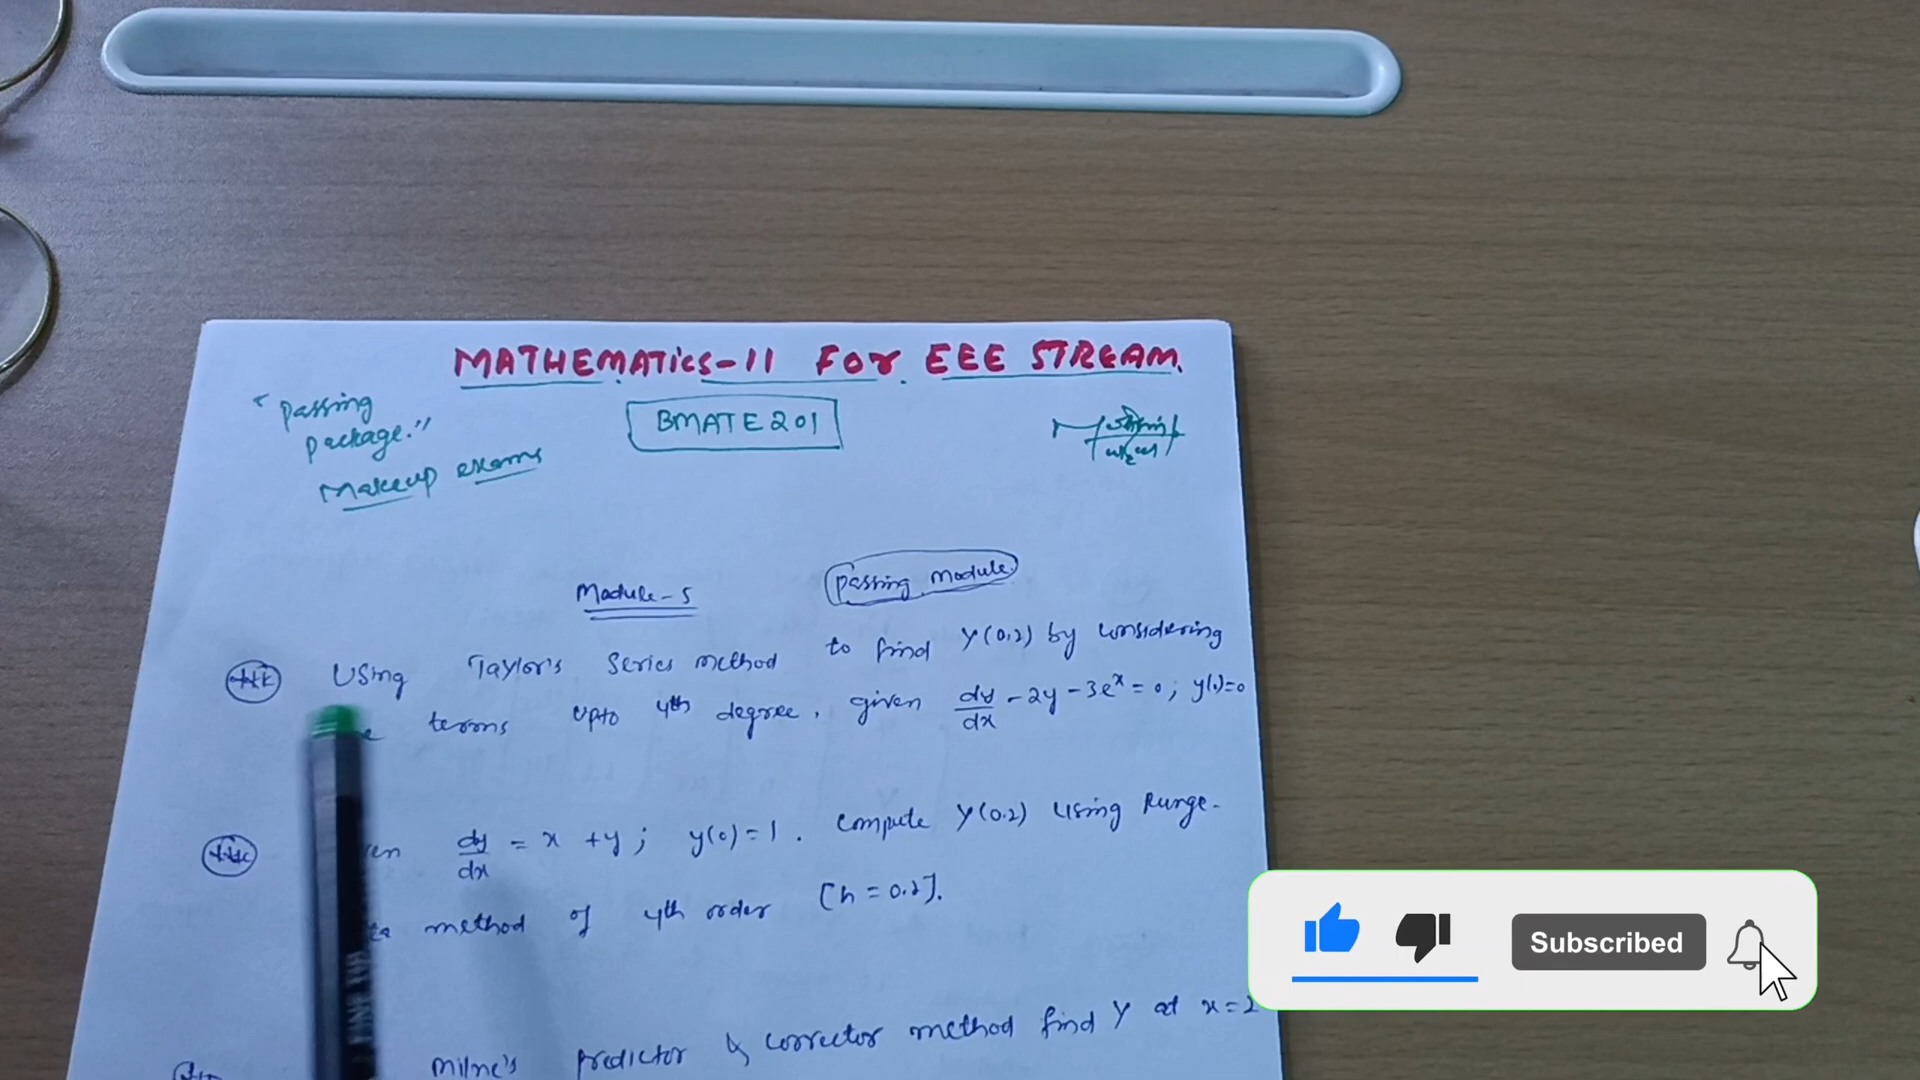 MATHEMATICS-II FOR EEE STREAM.
"Passing
package."
Makeup exams
BMATE201
Module-5
Passing module
Using Taylor's Series method to find y(0.2) by considering
terms upto 4th degree, given dy/dx - 2y - 3e^x = 0; y(0)=0
dy/dx = x + y; y(0)=1. Compute y(0.2) using Runge-
method of 4th order [h = 0.2].
Milne's predictor & corrector method find y at x=2
Subscribed
FINE TIP